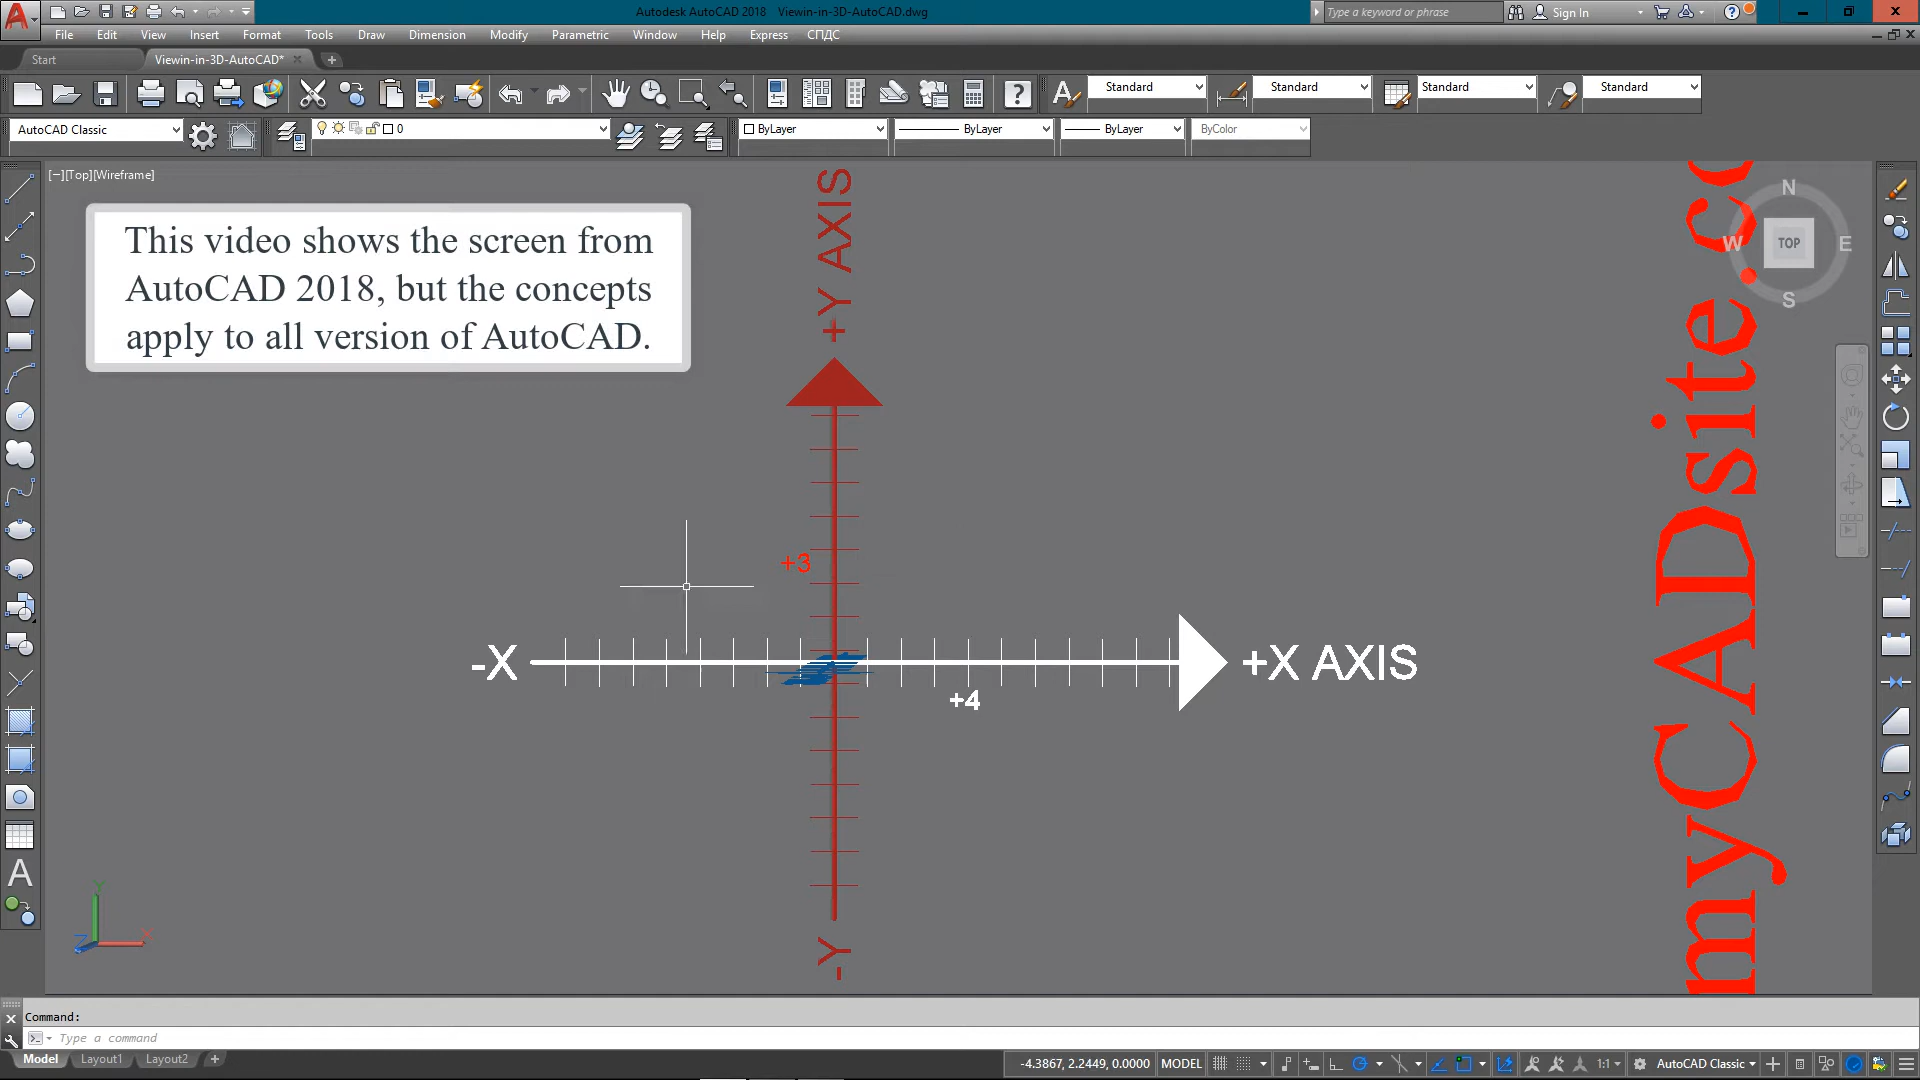 Autodesk AutoCAD 2018 Viewin-in-3D-AutoCAD.dwg
Type a keyword or phrase
Sign In
File Edit View Insert Format Tools Draw Dimension Modify Parametric Window Help Express СПДС
Start
Viewin-in-3D-AutoCAD*
Standard
Standard
Standard
Standard
AutoCAD Classic
0
ByLayer
ByLayer
ByLayer
ByColor
[−][Top][Wireframe]
This video shows the screen from
AutoCAD 2018, but the concepts
apply to all version of AutoCAD.
+Y AXIS
N
W
TOP
E
S
+3
-X
+X AXIS
+4
-Y
myCADsite.co
Y
Z
X
Command:
Type a command
Model Layout1 Layout2 +
-4.3867, 2.2449, 0.0000 MODEL
1:1
AutoCAD Classic